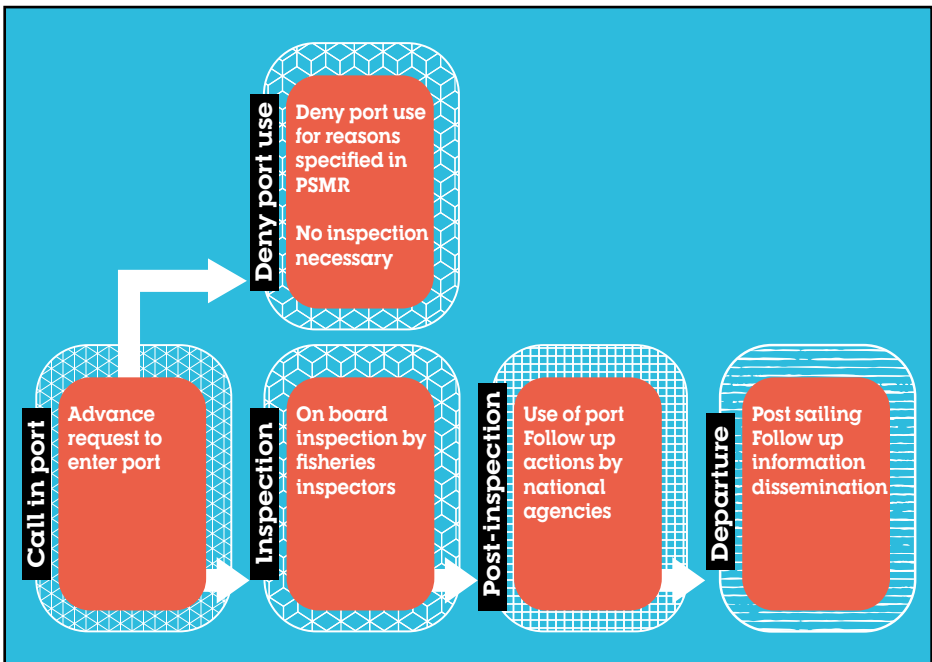 Deny port use
Deny port use
for reasons
specified in
PSMR
No inspection
necessary
Call in port
Advance
request to
enter port
Inspection
On board
inspection by
fisheries
inspectors
Post-inspection
Use of port
Follow up
actions by
national
agencies
Departure
Post sailing
Follow up
information
dissemination